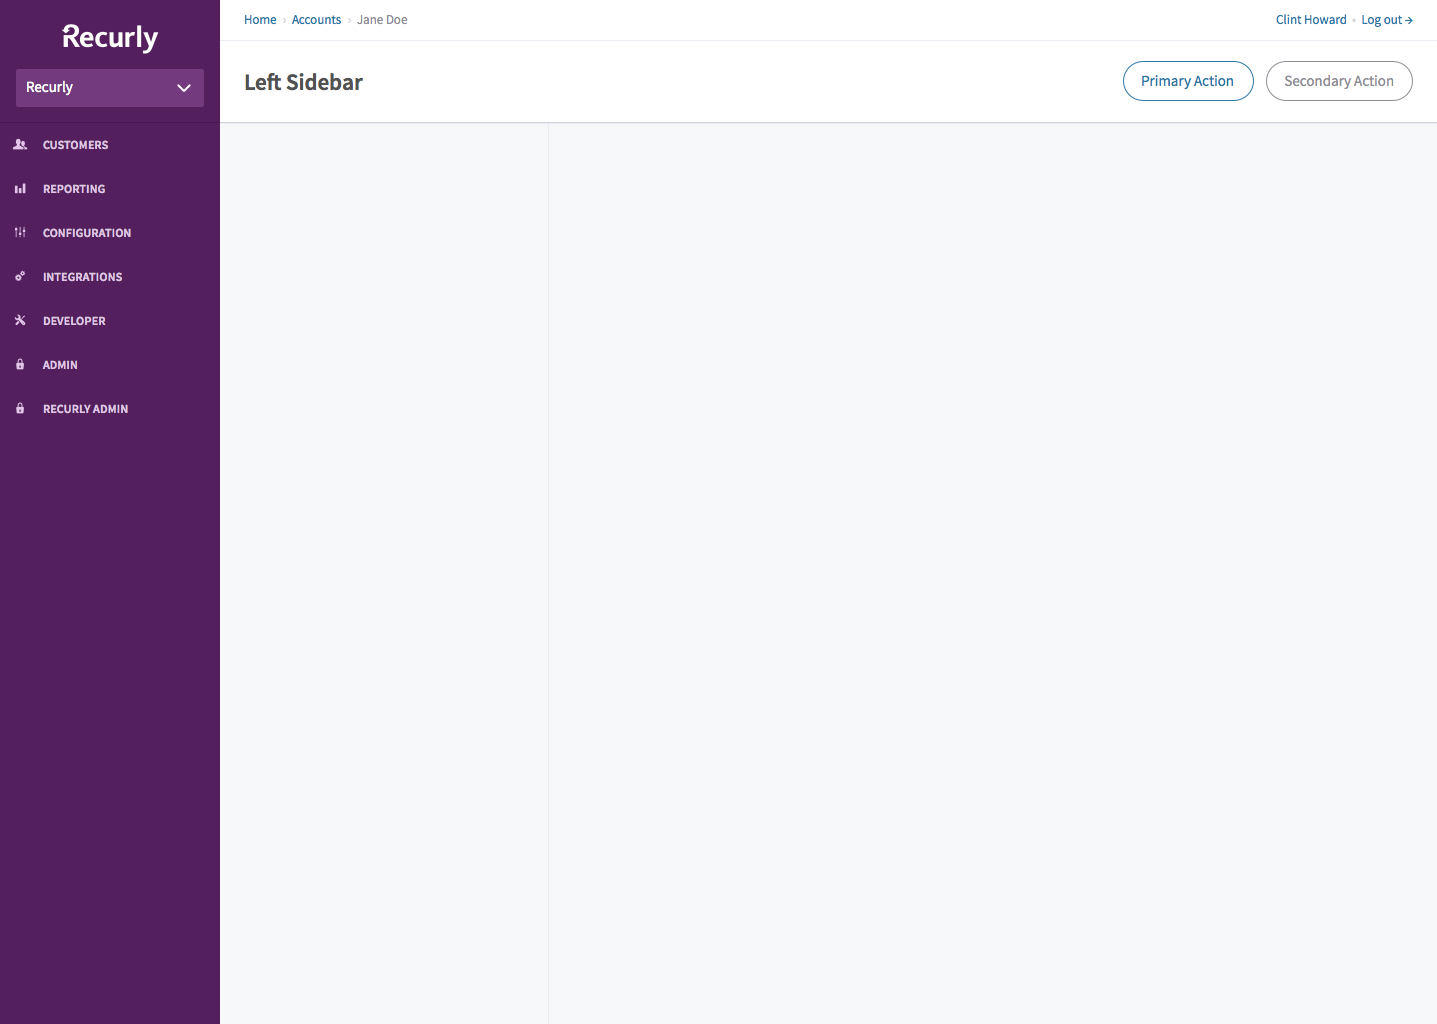 Recurly
Recurly
CUSTOMERS
REPORTING
CONFIGURATION
INTEGRATIONS
DEVELOPER
ADMIN
RECURLY ADMIN
Home › Accounts › Jane Doe
Clint Howard • Log out →
Left Sidebar
Primary Action
Secondary Action